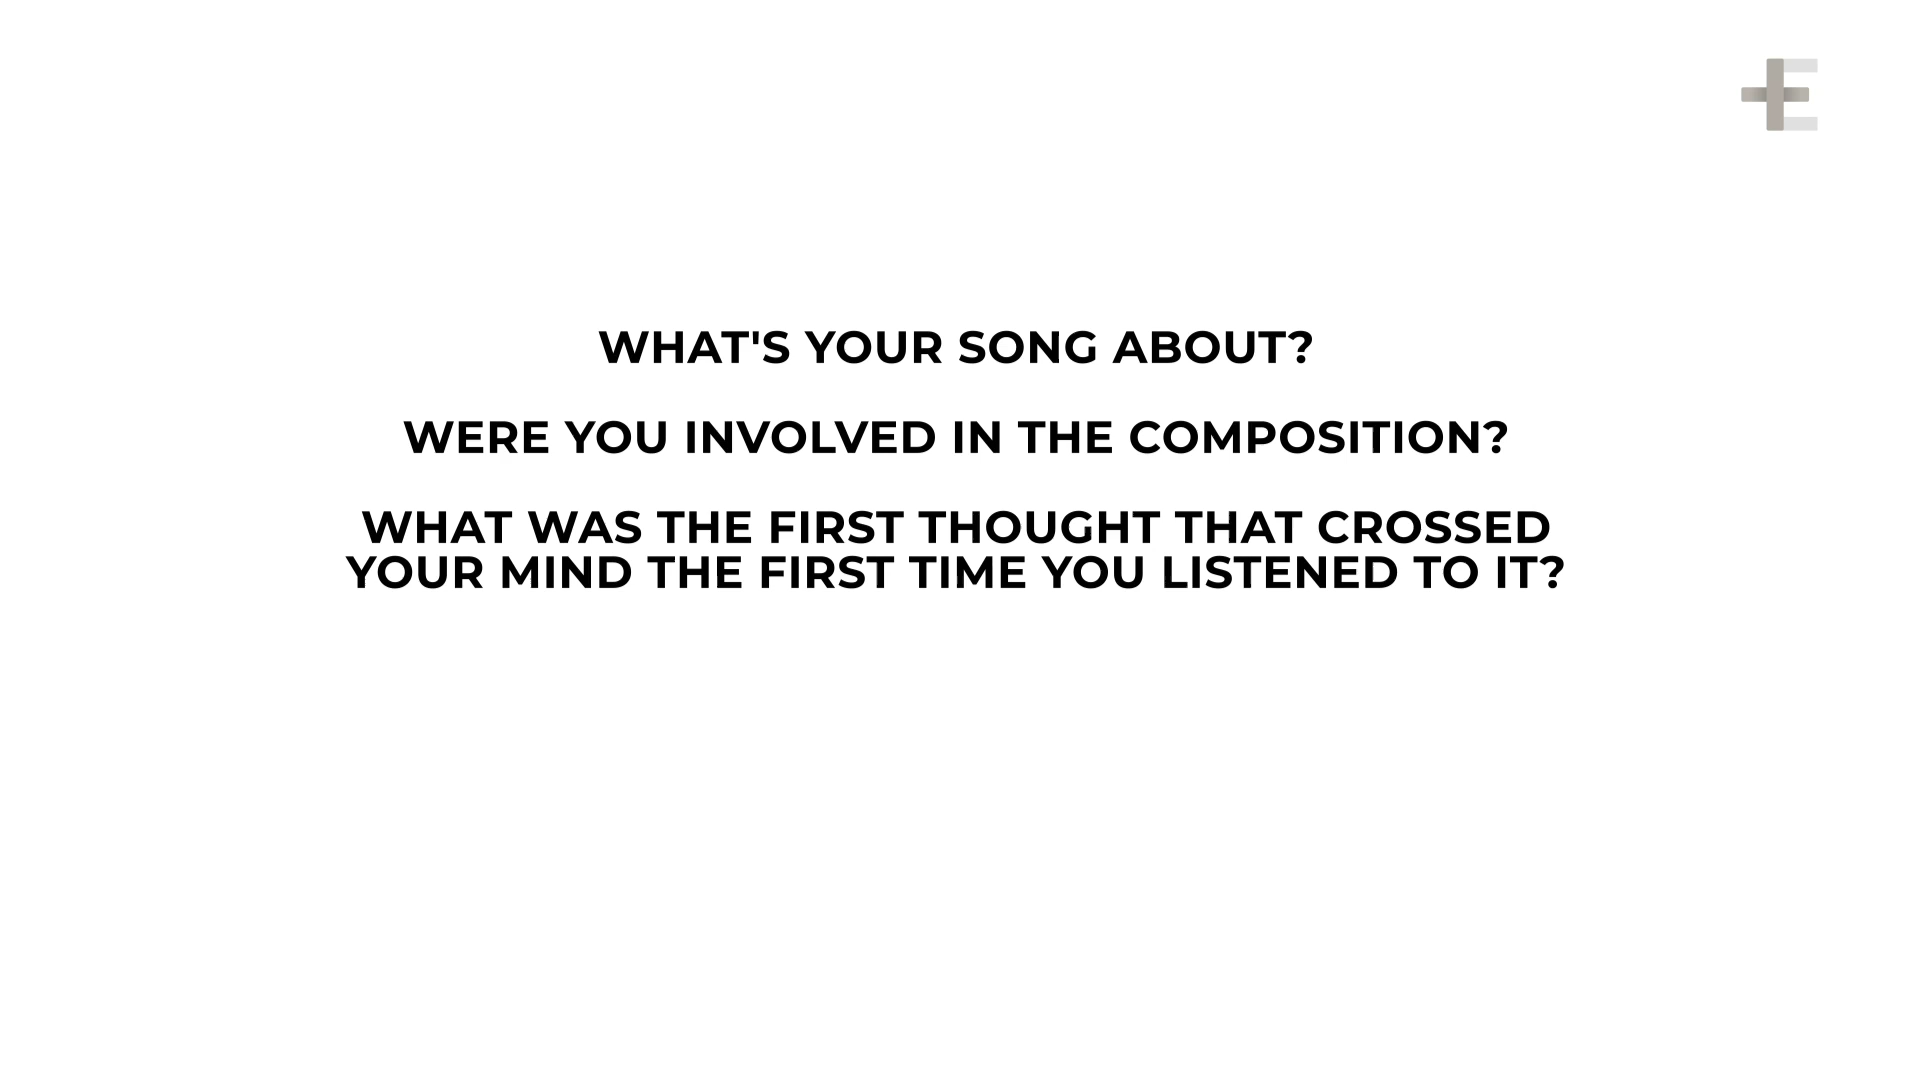 WHAT'S YOUR SONG ABOUT?
WERE YOU INVOLVED IN THE COMPOSITION?
WHAT WAS THE FIRST THOUGHT THAT CROSSED
YOUR MIND THE FIRST TIME YOU LISTENED TO IT?